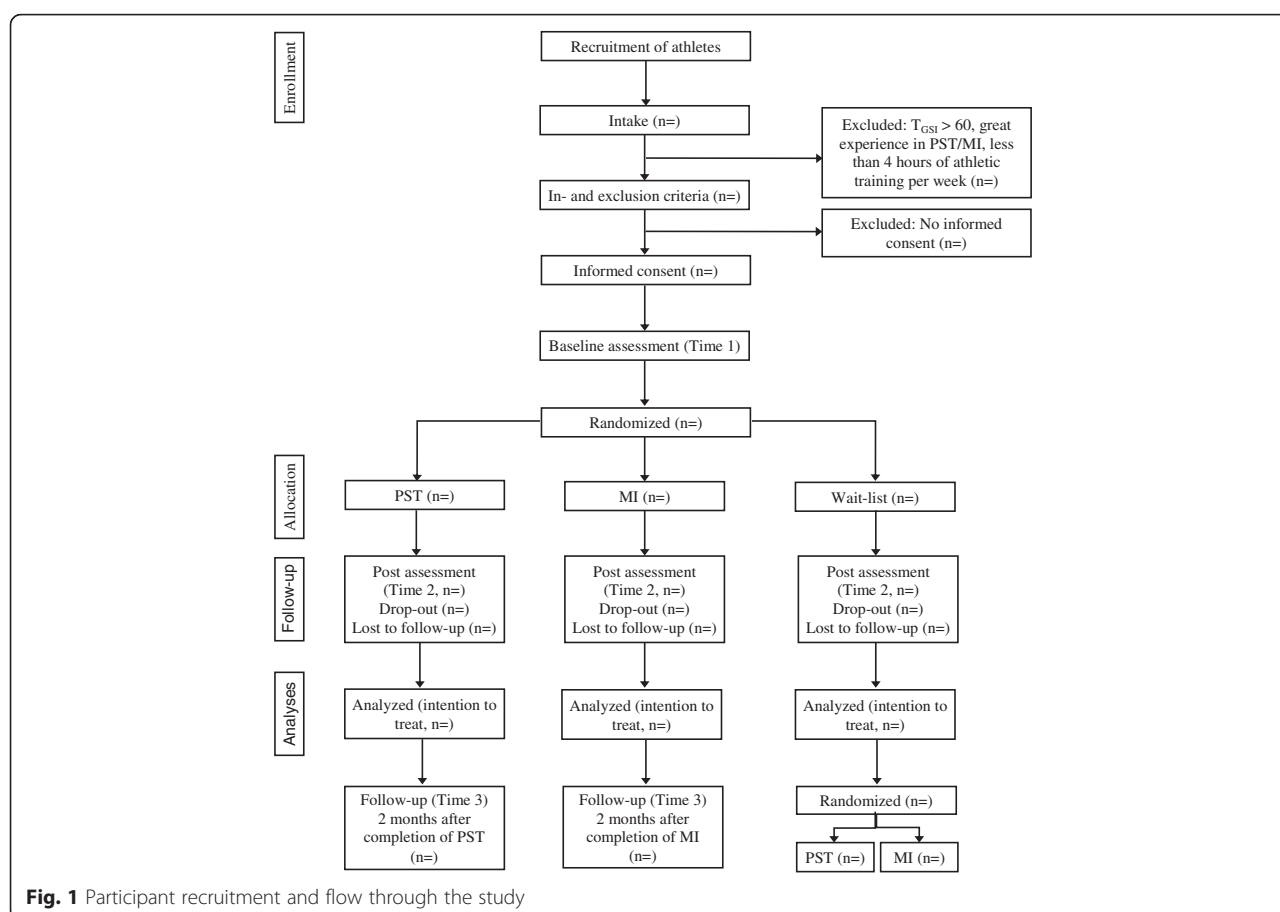 Enrollment
Recruitment of athletes
Intake (n=)
Excluded: TGSI > 60, great
experience in PST/MI, less
than 4 hours of athletic
training per week (n=)
In- and exclusion criteria (n=)
Excluded: No informed
consent (n=)
Informed consent (n=)
Baseline assessment (Time 1)
Randomized (n=)
Allocation
PST (n=)
MI (n=)
Wait-list (n=)
Follow-up
Post assessment
(Time 2, n=)
Drop-out (n=)
Lost to follow-up (n=)
Post assessment
(Time 2, n=)
Drop-out (n=)
Lost to follow-up (n=)
Post assessment
(Time 2, n=)
Drop-out (n=)
Lost to follow-up (n=)
Analyses
Analyzed (intention to
treat, n=)
Analyzed (intention to
treat, n=)
Analyzed (intention to
treat, n=)
Follow-up (Time 3)
2 months after
completion of PST
(n=)
Follow-up (Time 3)
2 months after
completion of MI
(n=)
Randomized (n=)
PST (n=)
MI (n=)
Fig. 1 Participant recruitment and flow through the study